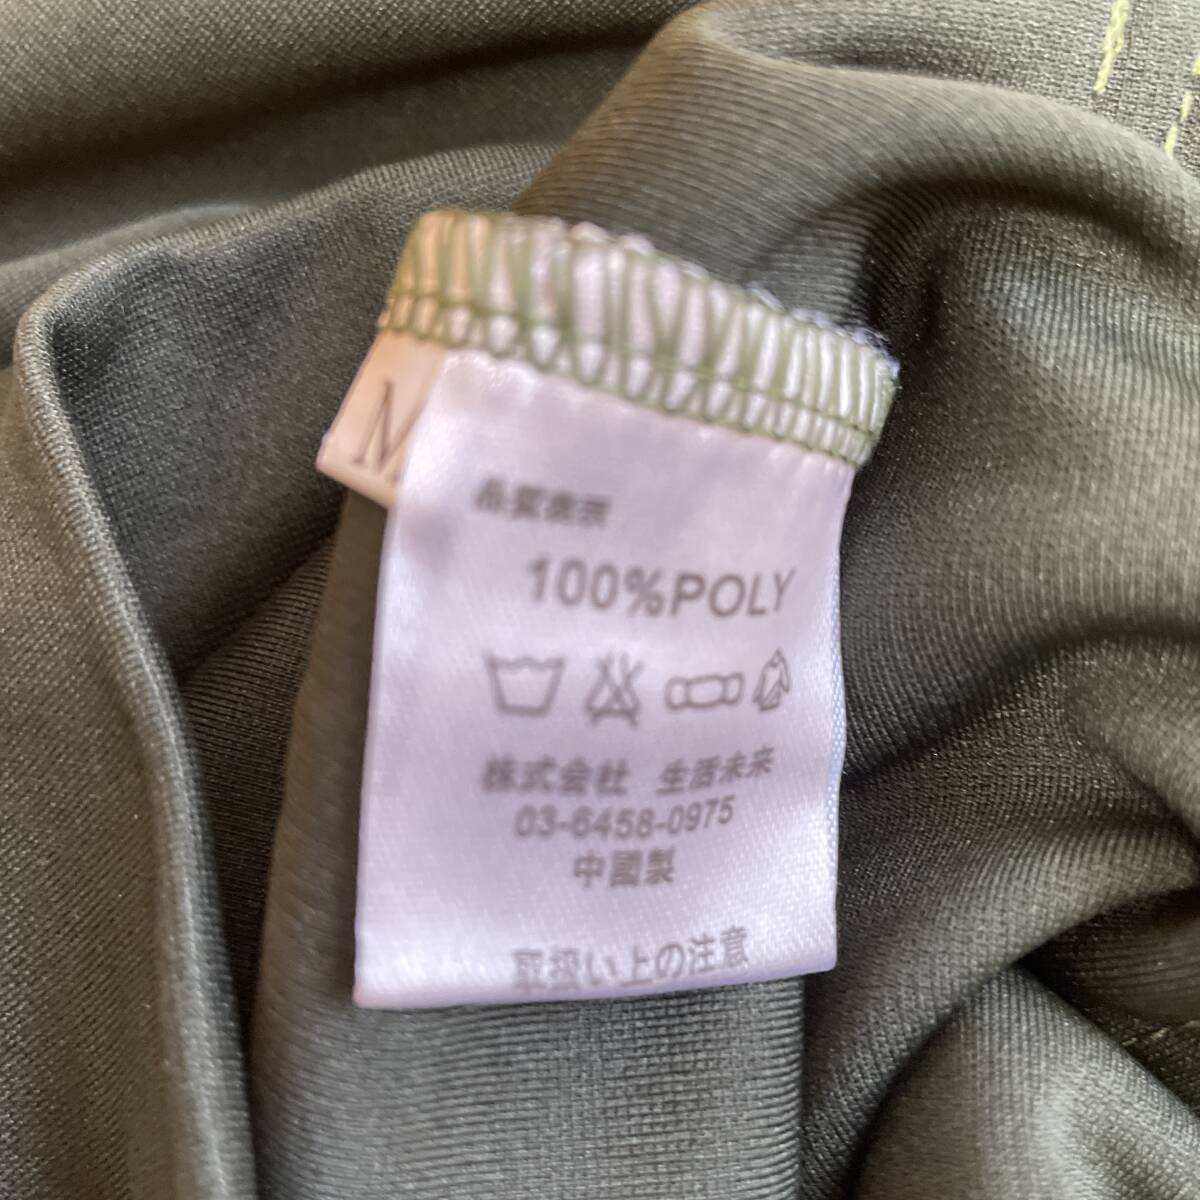 M
品質表示
100%POLY
株式会社 生活未来
03-6458-0975
中國製
取扱い上の注意